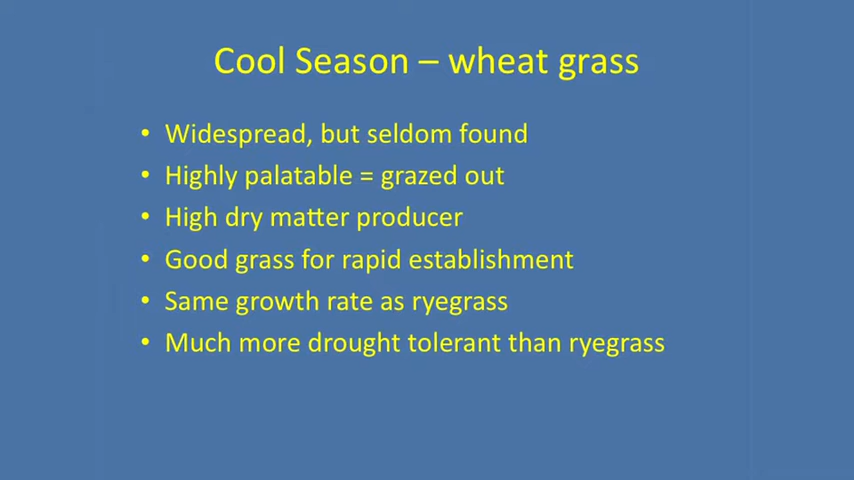 Cool Season – wheat grass
• Widespread, but seldom found
• Highly palatable = grazed out
• High dry matter producer
• Good grass for rapid establishment
• Same growth rate as ryegrass
• Much more drought tolerant than ryegrass